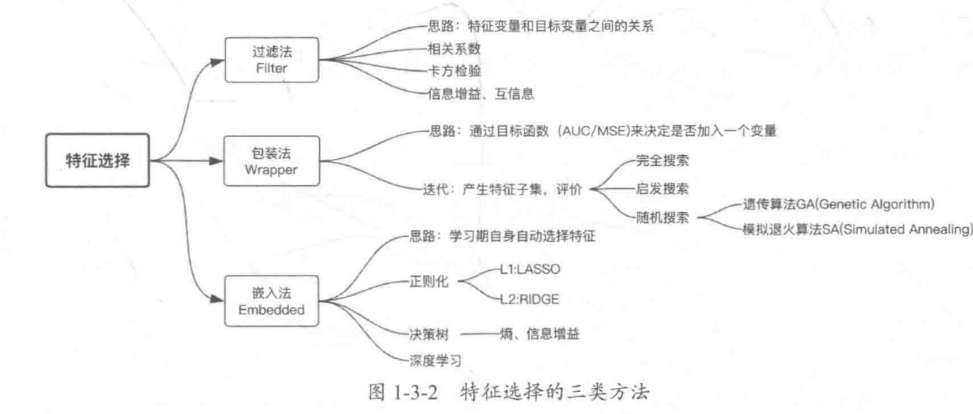 特征选择
过滤法
Filter
思路：特征变量和目标变量之间的关系
相关系数
卡方检验
信息增益、互信息
包装法
Wrapper
思路：通过目标函数（AUC/MSE)来决定是否加入一个变量
迭代：产生特征子集，评价
完全搜索
启发搜索
随机搜索
遗传算法GA(Genetic Algorithm)
模拟退火算法SA(Simulated Annealing)
嵌入法
Embedded
思路：学习期自身自动选择特征
正则化
L1:LASSO
L2:RIDGE
决策树
熵、信息增益
深度学习
图 1-3-2 特征选择的三类方法